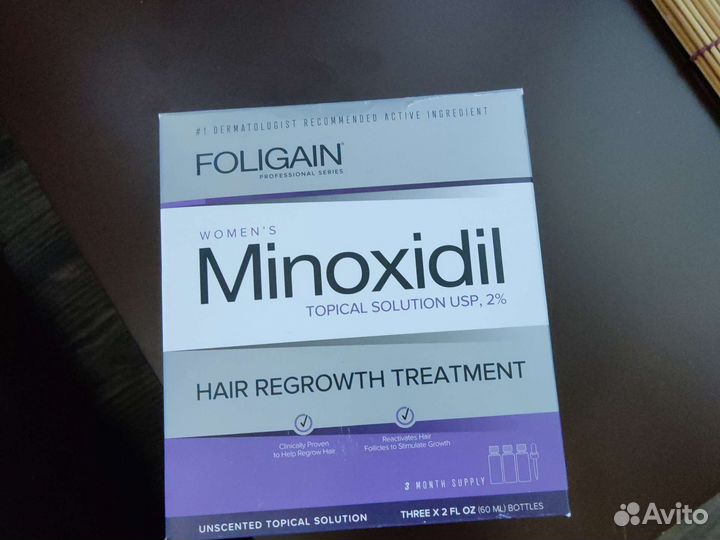 #1 DERMATOLOGIST RECOMMENDED ACTIVE INGREDIENT
FOLIGAIN®
PROFESSIONAL SERIES
WOMEN'S
Minoxidil
TOPICAL SOLUTION USP, 2%
HAIR REGROWTH TREATMENT
Clinically Proven
to Help Regrow Hair
Reactivates Hair
Follicles to Stimulate Growth
3 MONTH SUPPLY
UNSCENTED TOPICAL SOLUTION
THREE X 2 FL OZ (60 ML) BOTTLES
Avito